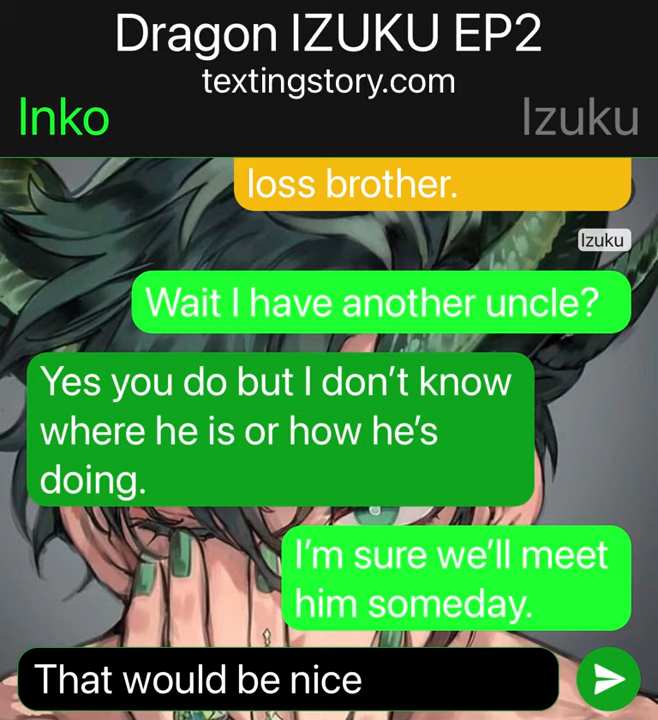 Dragon IZUKU EP2
textingstory.com
Inko Izuku
loss brother.
Izuku
Wait I have another uncle?
Yes you do but I don’t know
where he is or how he’s
doing.
I’m sure we’ll meet
him someday.
That would be nice